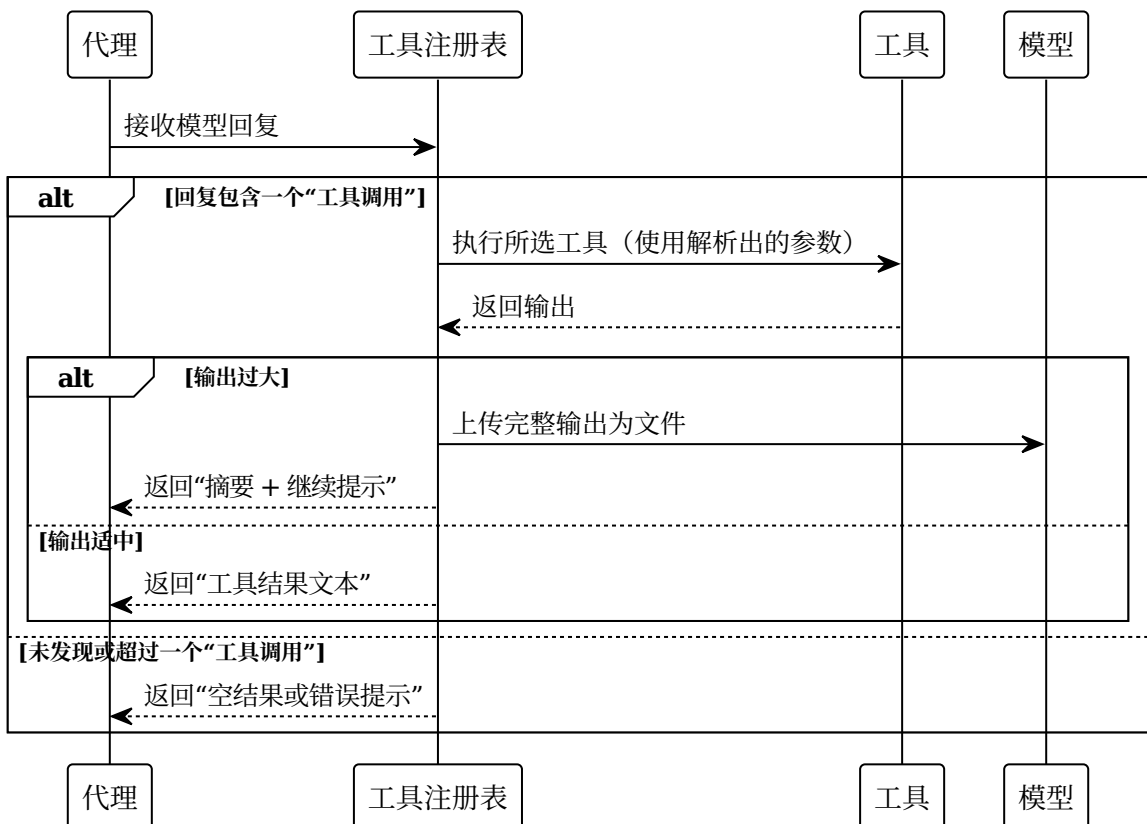 代理 工具注册表 工具 模型
接收模型回复
alt [回复包含一个“工具调用”]
执行所选工具（使用解析出的参数）
返回输出
alt [输出过大]
上传完整输出为文件
返回“摘要 + 继续提示”
[输出适中]
返回“工具结果文本”
[未发现或超过一个“工具调用”]
返回“空结果或错误提示”
代理 工具注册表 工具 模型